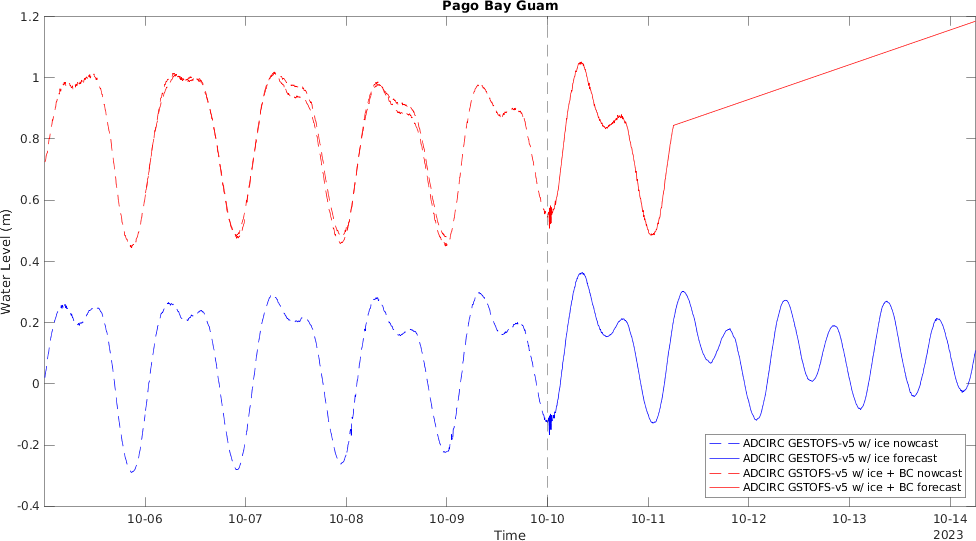 Pago Bay Guam
1.2
1
0.8
0.6
0.4
0.2
0
-0.2
-0.4
Water Level (m)
10-06 10-07 10-08 10-09 10-10 10-11 10-12 10-13 10-14
Time
2023
ADCIRC GESTOFS-v5 w/ ice nowcast
ADCIRC GESTOFS-v5 w/ ice forecast
ADCIRC GSTOFS-v5 w/ ice + BC nowcast
ADCIRC GSTOFS-v5 w/ ice + BC forecast